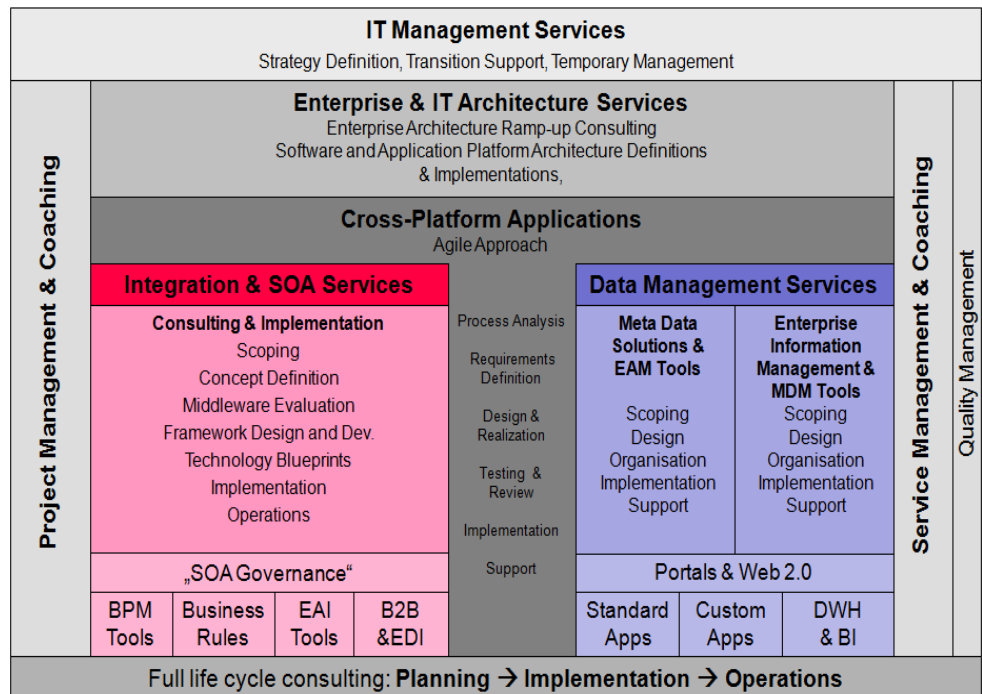 IT Management Services
Strategy Definition, Transition Support, Temporary Management
Project Management & Coaching
Enterprise & IT Architecture Services
Enterprise Architecture Ramp-up Consulting
Software and Application Platform Architecture Definitions
& Implementations,
Cross-Platform Applications
Agile Approach
Integration & SOA Services
Consulting & Implementation
Scoping
Concept Definition
Middleware Evaluation
Framework Design and Dev.
Technology Blueprints
Implementation
Operations
„SOA Governance“
BPM
Tools
Business
Rules
EAI
Tools
B2B
&EDI
Process Analysis
Requirements
Definition
Design &
Realization
Testing &
Review
Implementation
Support
Data Management Services
Meta Data
Solutions &
EAM Tools
Scoping
Design
Organisation
Implementation
Support
Enterprise
Information
Management &
MDM Tools
Scoping
Design
Organisation
Implementation
Support
Portals & Web 2.0
Standard
Apps
Custom
Apps
DWH
& BI
Service Management & Coaching
Quality Management
Full life cycle consulting: Planning → Implementation → Operations